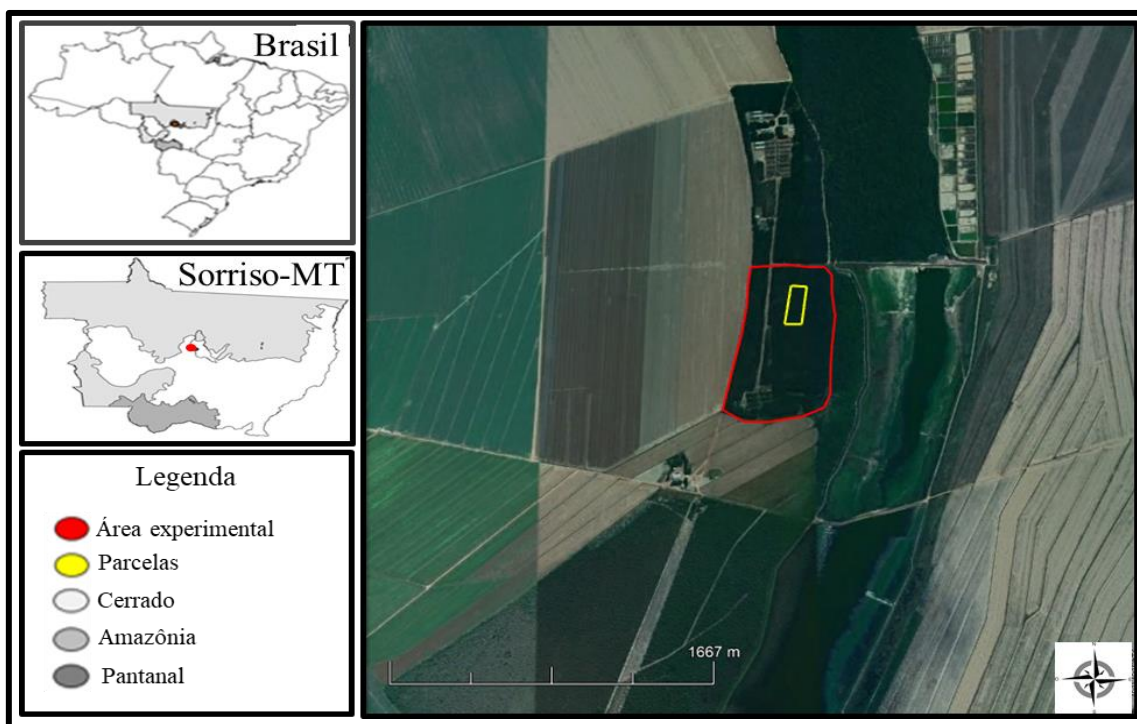 Brasil
Sorriso-MT
Legenda
Área experimental
Parcelas
Cerrado
Amazônia
Pantanal
1667 m